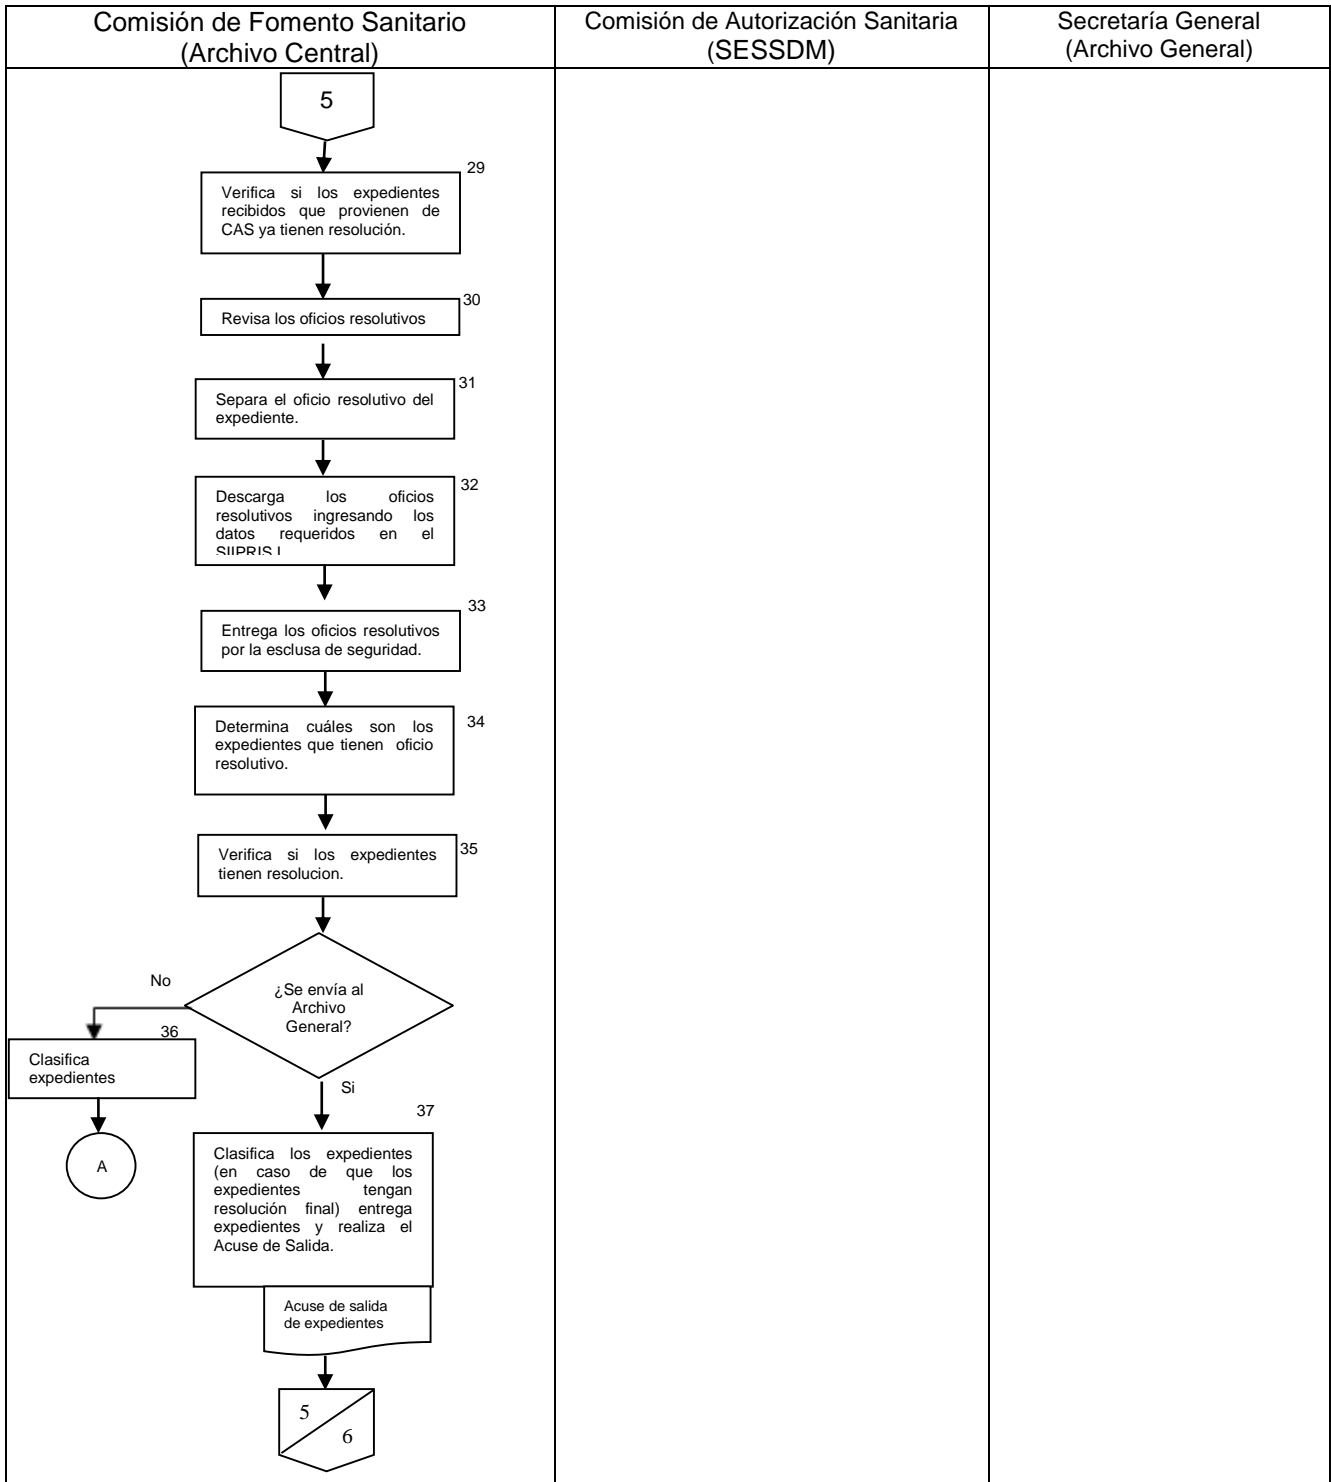 Comisión de Fomento Sanitario
(Archivo Central)
Comisión de Autorización Sanitaria
(SESSDM)
Secretaría General
(Archivo General)
5
29
Verifica si los expedientes
recibidos que provienen de
CAS ya tienen resolución.
30
Revisa los oficios resolutivos
31
Separa el oficio resolutivo del
expediente.
32
Descarga los oficios
resolutivos ingresando los
datos requeridos en el
33
Entrega los oficios resolutivos
por la esclusa de seguridad.
34
Determina cuáles son los
expedientes que tienen oficio
resolutivo.
35
Verifica si los expedientes
tienen resolucion.
No
¿Se envía al
Archivo
General?
36
Clasifica
expedientes
Si
A
37
Clasifica los expedientes
(en caso de que los
expedientes tengan
resolución final) entrega
expedientes y realiza el
Acuse de Salida.
Acuse de salida
de expedientes
5
6